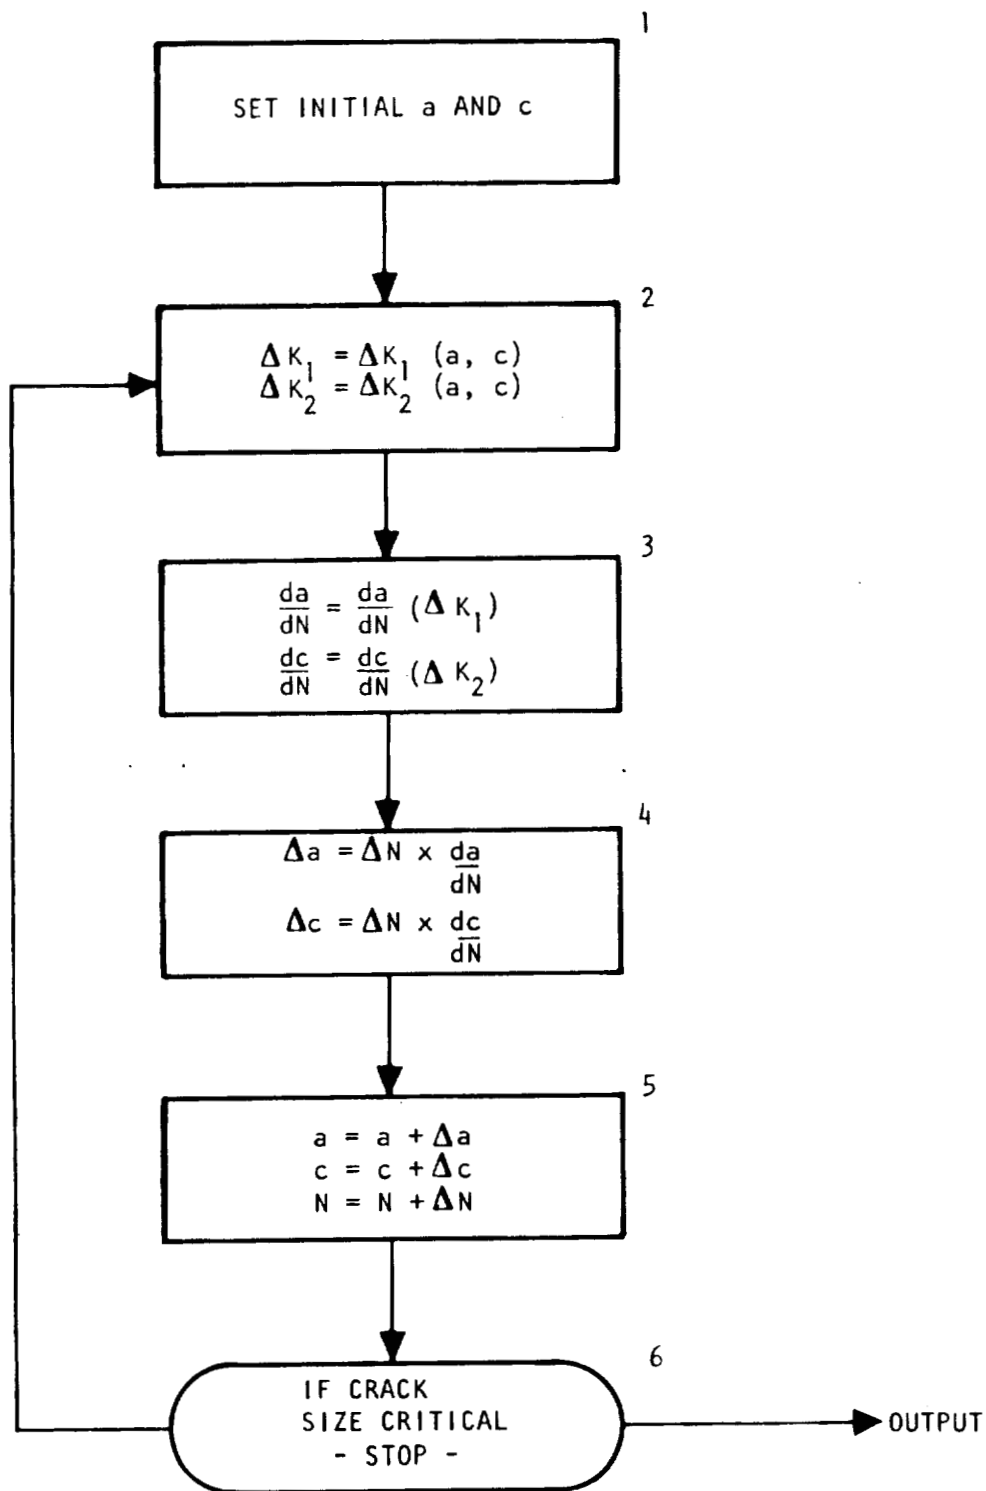 1
SET INITIAL a AND c
2
ΔK₁ = ΔK₁ (a, c)
ΔK₂ = ΔK₂ (a, c)
3
da/dN = da/dN (ΔK₁)
dc/dN = dc/dN (ΔK₂)
4
Δa = ΔN x da/dN
Δc = ΔN x dc/dN
5
a = a + Δa
c = c + Δc
N = N + ΔN
6
IF CRACK
SIZE CRITICAL
- STOP -
OUTPUT